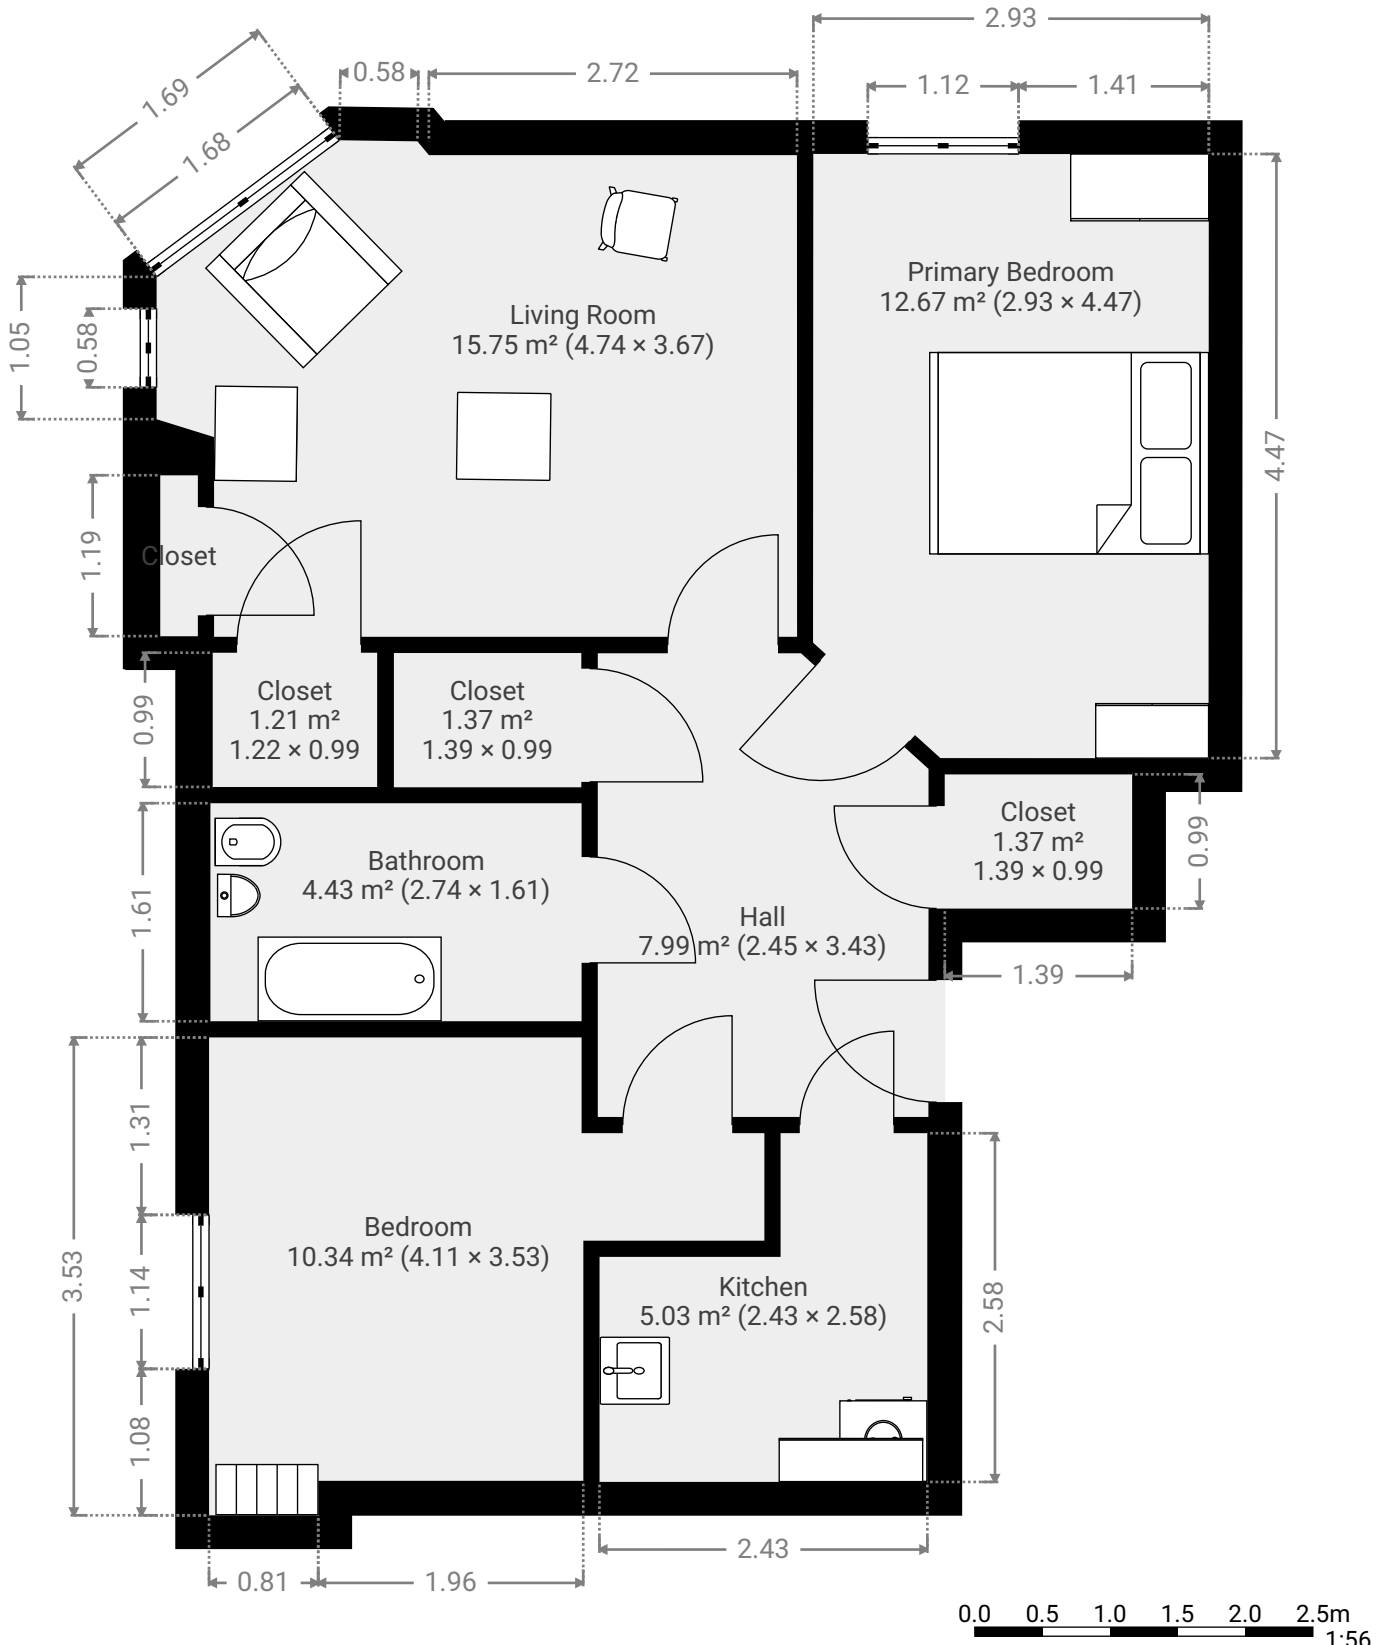 2.93
0.58
2.72
1.12
1.41
1.69
1.68
Primary Bedroom
12.67 m² (2.93 × 4.47)
Living Room
15.75 m² (4.74 × 3.67)
1.05
0.58
4.47
1.19
Closet
0.99
Closet
1.21 m²
1.22 × 0.99
Closet
1.37 m²
1.39 × 0.99
Closet
1.37 m²
1.39 × 0.99
0.99
Bathroom
4.43 m² (2.74 × 1.61)
1.61
Hall
7.99 m² (2.45 × 3.43)
1.39
1.31
Bedroom
10.34 m² (4.11 × 3.53)
3.53
1.14
Kitchen
5.03 m² (2.43 × 2.58)
2.58
1.08
2.43
0.81
1.96
0.0 0.5 1.0 1.5 2.0 2.5m
1:56